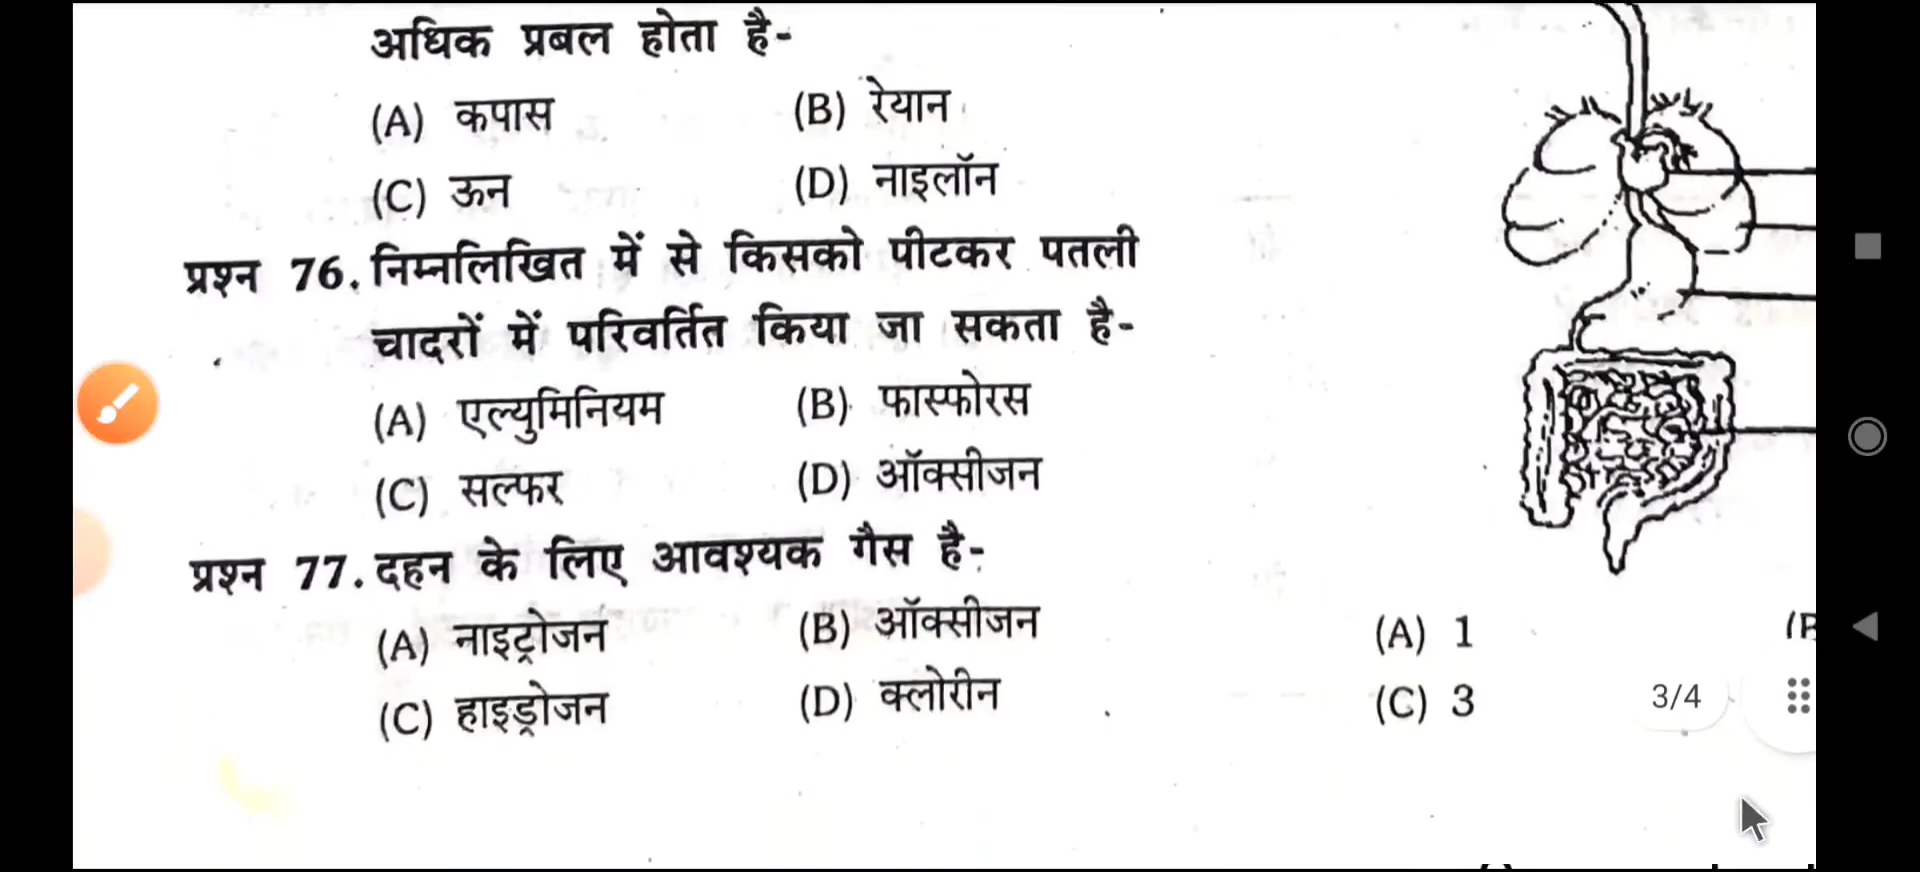 अधिक प्रबल होता है-
(A) कपास (B) रेयान
(C) ऊन (D) नाइलॉन
प्रश्न 76. निम्नलिखित में से किसको पीटकर पतली
चादरों में परिवर्तित किया जा सकता है-
(A) एल्युमिनियम (B) फास्फोरस
(C) सल्फर (D) ऑक्सीजन
प्रश्न 77. दहन के लिए आवश्यक गैस है-
(A) नाइट्रोजन (B) ऑक्सीजन
(C) हाइड्रोजन (D) क्लोरीन
(A) 1
(C) 3
3/4